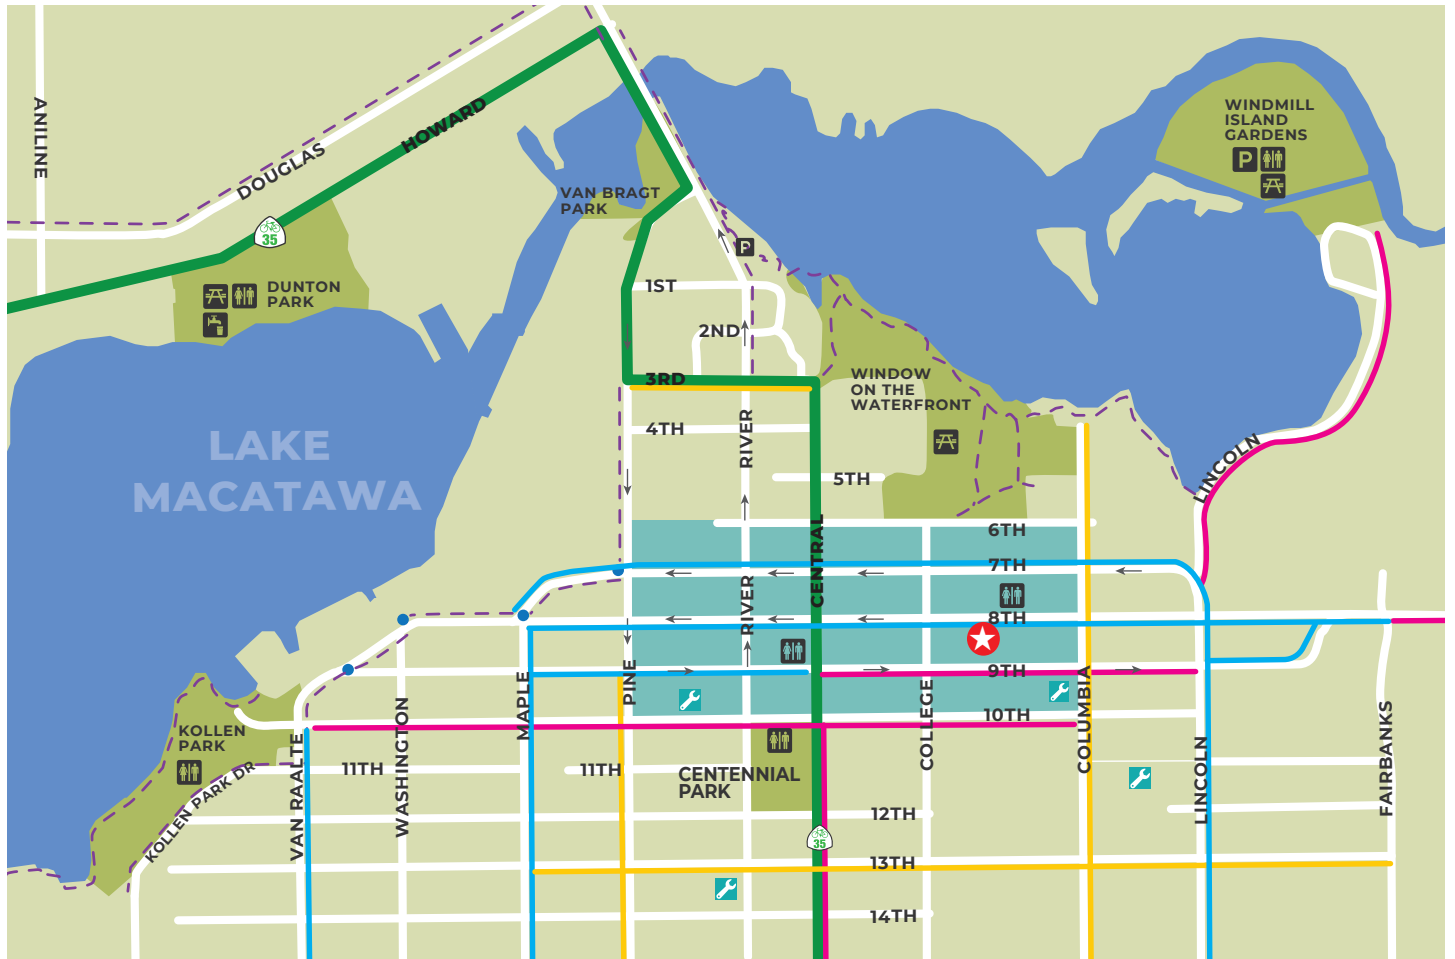 ANILINE
HOWARD
DOUGLAS
35
DUNTON
PARK
VAN BRAGT
PARK
P
WINDMILL
ISLAND
GARDENS
P
1ST
2ND
3RD
4TH
5TH
RIVER
WINDOW
ON THE
WATERFRONT
LAKE
MACATAWA
LINCOLN
CENTRAL
6TH
7TH
RIVER
8TH
9TH
10TH
PINE
MAPLE
COLLEGE
COLUMBIA
KOLLEN
PARK
KOLLEN PARK DR
VAN RAALTE
WASHINGTON
11TH
11TH
CENTENNIAL
PARK
LINCOLN
FAIRBANKS
12TH
35
13TH
14TH